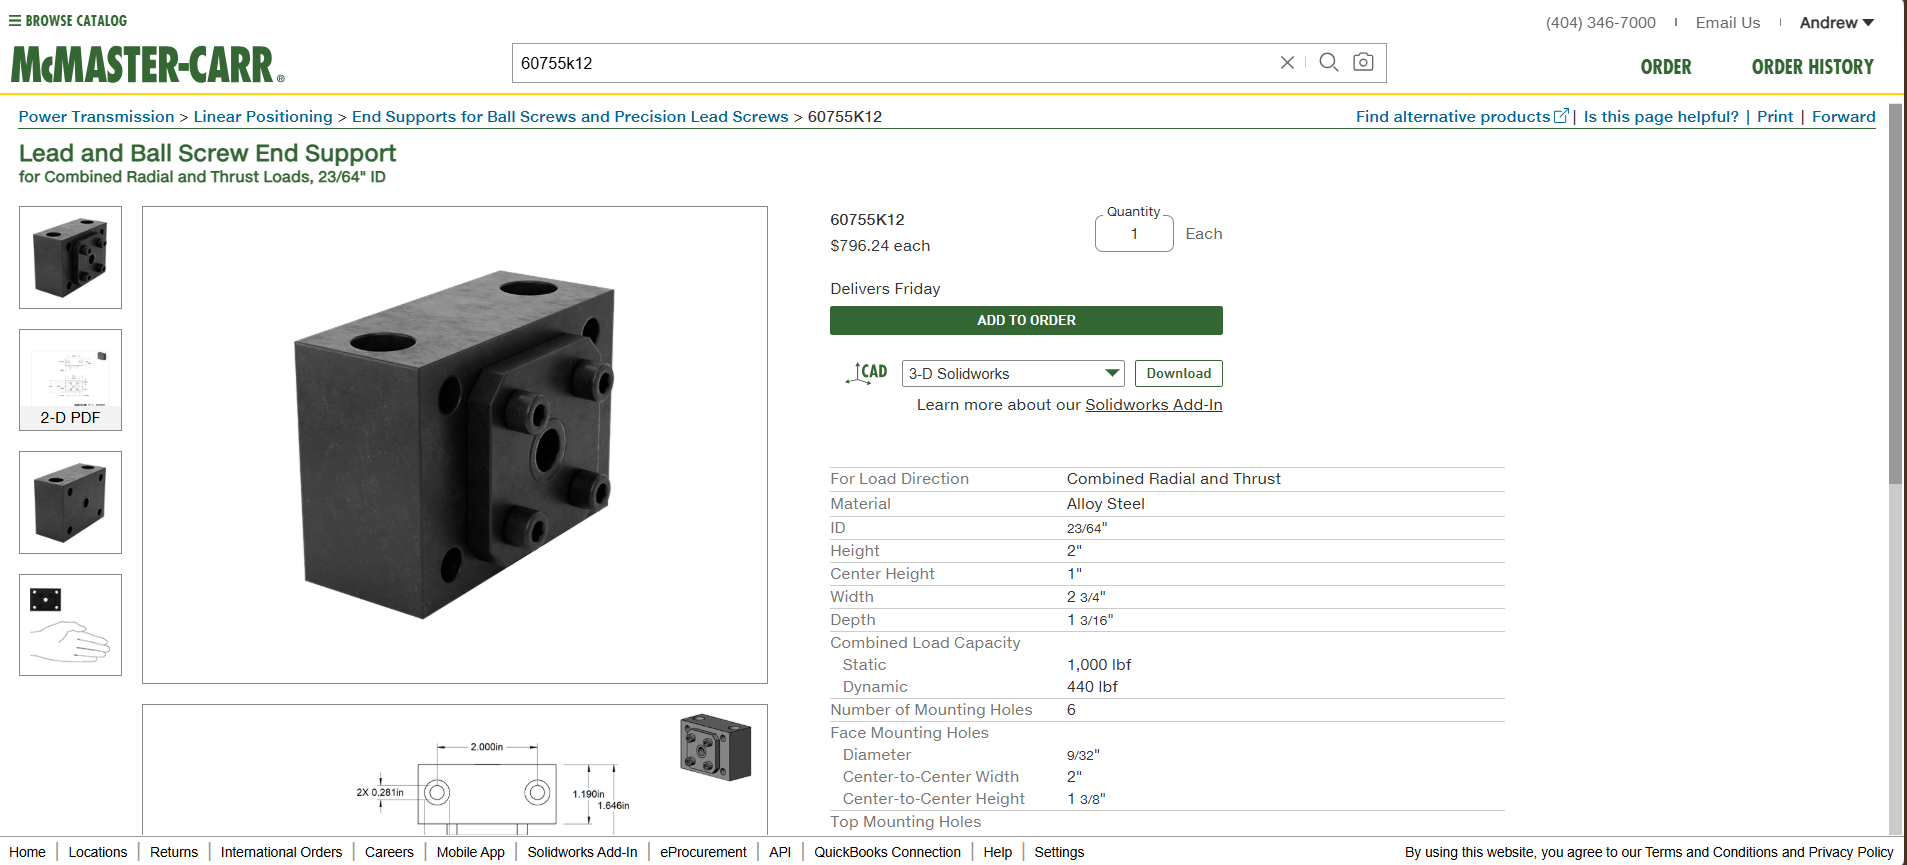 BROWSE CATALOG
(404) 346-7000
Email Us
Andrew
McMASTER-CARR®
60755k12
ORDER
ORDER HISTORY
Power Transmission > Linear Positioning > End Supports for Ball Screws and Precision Lead Screws > 60755K12
Find alternative products | Is this page helpful? | Print | Forward
Lead and Ball Screw End Support
for Combined Radial and Thrust Loads, 23/64" ID
2-D PDF
60755K12
$796.24 each
Quantity
1
Each
Delivers Friday
ADD TO ORDER
CAD
3-D Solidworks
Download
Learn more about our Solidworks Add-In
For Load Direction Combined Radial and Thrust
Material Alloy Steel
ID 23/64"
Height 2"
Center Height 1"
Width 2 3/4"
Depth 1 3/16"
Combined Load Capacity
Static 1,000 lbf
Dynamic 440 lbf
Number of Mounting Holes 6
Face Mounting Holes
Diameter 9/32"
Center-to-Center Width 2"
Center-to-Center Height 1 3/8"
Top Mounting Holes
2.000in
2X 0.281in
1.190in
1.646in
Home | Locations | Returns | International Orders | Careers | Mobile App | Solidworks Add-In | eProcurement | API | QuickBooks Connection | Help | Settings
By using this website, you agree to our Terms and Conditions and Privacy Policy